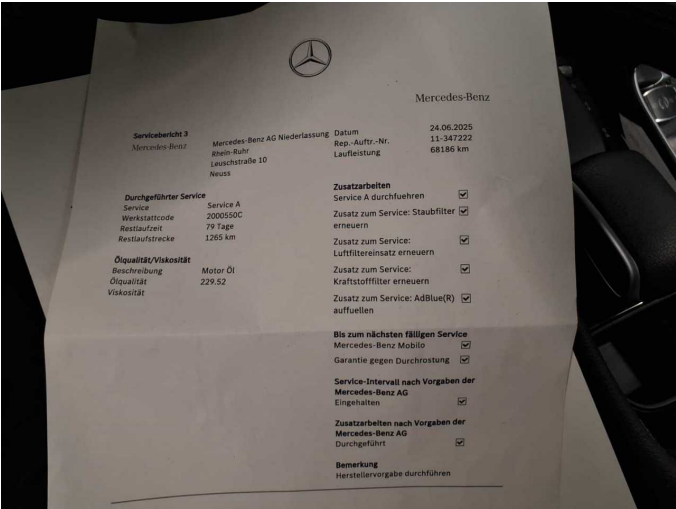 Mercedes-Benz
Servicebericht 3
Mercedes-Benz
Mercedes-Benz AG Niederlassung
Rhein-Ruhr
Leuschstraße 10
Neuss
Datum 24.06.2025
Rep.-Auftr.-Nr. 11-347222
Laufleistung 68186 km
Durchgeführter Service
Service Service A
Werkstattcode 2000550C
Restlaufzeit 79 Tage
Restlaufstrecke 1265 km
Ölqualität/Viskosität
Beschreibung Motor Öl
Ölqualität 229.52
Viskosität
Zusatzarbeiten
Service A durchfuehren
Zusatz zum Service: Staubfilter
erneuern
Zusatz zum Service:
Luftfiltereinsatz erneuern
Zusatz zum Service:
Kraftstofffilter erneuern
Zusatz zum Service: AdBlue(R)
auffuellen
Bis zum nächsten fälligen Service
Mercedes-Benz Mobilo
Garantie gegen Durchrostung
Service-Intervall nach Vorgaben der
Mercedes-Benz AG
Eingehalten
Zusatzarbeiten nach Vorgaben der
Mercedes-Benz AG
Durchgeführt
Bemerkung
Herstellervorgabe durchführen